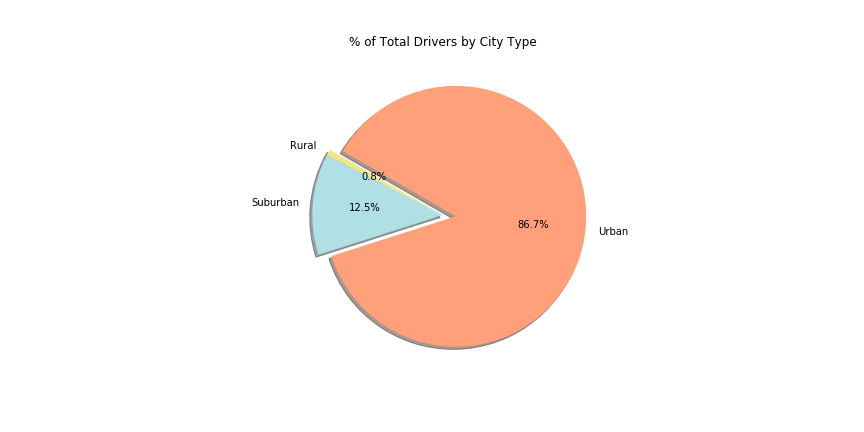 % of Total Drivers by City Type
Rural
0.8%
Suburban
12.5%
86.7%
Urban